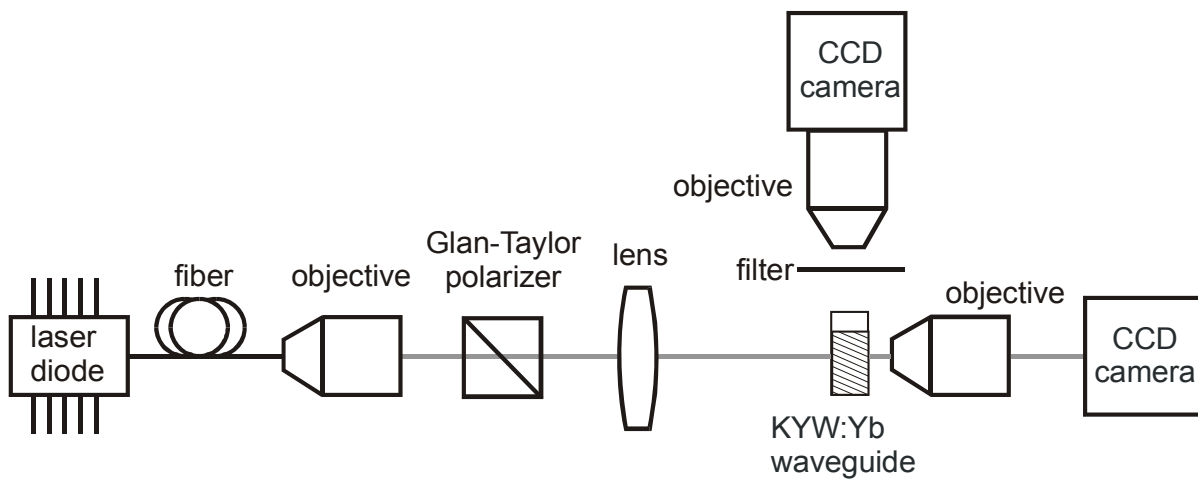 CCD
camera
objective
Glan-Taylor
polarizer
lens
filter
fiber
objective
objective
laser
diode
CCD
camera
KYW:Yb
waveguide